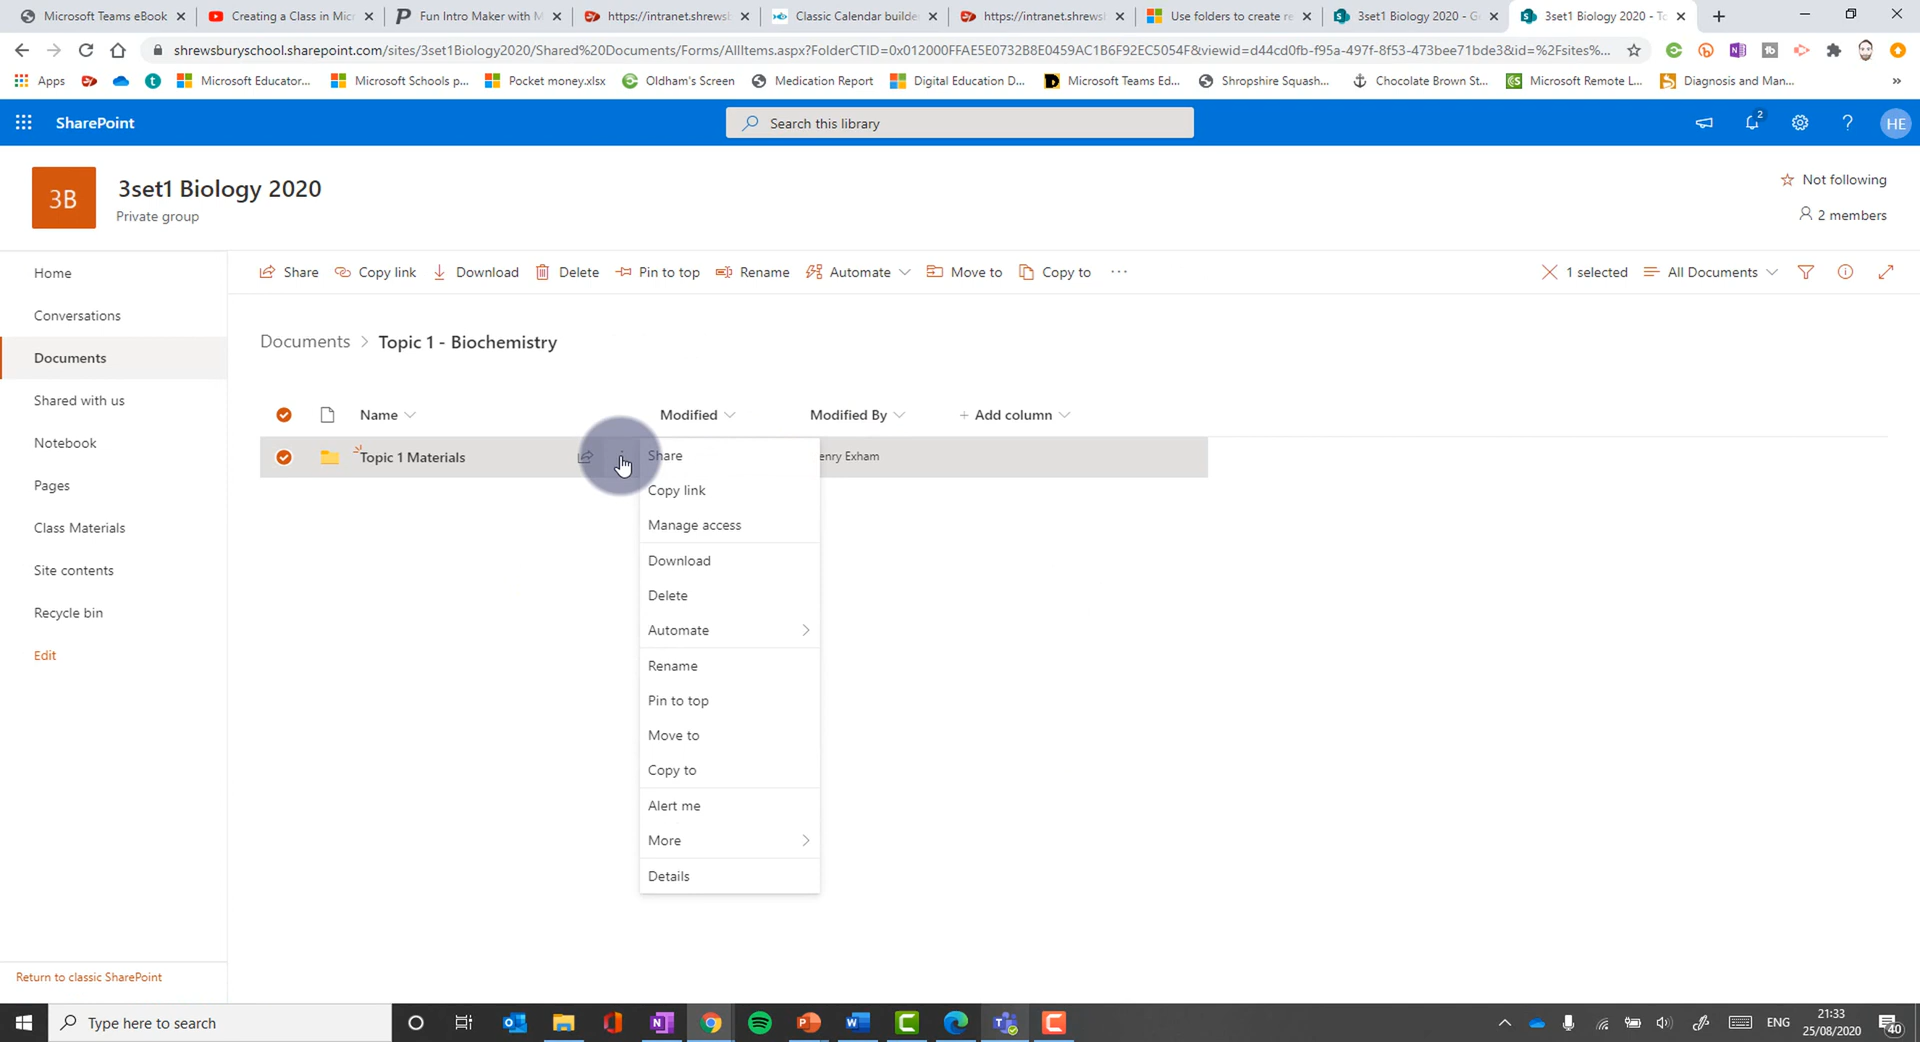 Microsoft Teams eBook
Creating a Class in Mic
Fun Intro Maker with M
https://intranet.shrewsb
Classic Calendar builde
https://intranet.shrewsl
Use folders to create re
3set1 Biology 2020 - G
3set1 Biology 2020 - To
shrewsburyschool.sharepoint.com/sites/3set1Biology2020/Shared%20Documents/Forms/AllItems.aspx?FolderCTID=0x012000FFAE5E0732B8E0459AC1B6F92EC5054F&viewid=d44cd0fb-f95a-497f-8f53-473bee71bde3&id=%2Fsites%...
Apps
Microsoft Educator...
Microsoft Schools p...
Pocket money.xlsx
Oldham's Screen
Medication Report
Digital Education D...
Microsoft Teams Ed...
Shropshire Squash...
Chocolate Brown St...
Microsoft Remote L...
Diagnosis and Man...
»
SharePoint
Search this library
2
?
HE
3B
3set1 Biology 2020
Private group
Not following
2 members
Home
Conversations
Documents
Shared with us
Notebook
Pages
Class Materials
Site contents
Recycle bin
Edit
Return to classic SharePoint
Share
Copy link
Download
Delete
Pin to top
Rename
Automate
Move to
Copy to
...
1 selected
All Documents
Documents > Topic 1 - Biochemistry
Name
Modified
Modified By
+ Add column
Topic 1 Materials
enry Exham
Share
Copy link
Manage access
Download
Delete
Automate
Rename
Pin to top
Move to
Copy to
Alert me
More
Details
Type here to search
ENG
21:33
25/08/2020
40